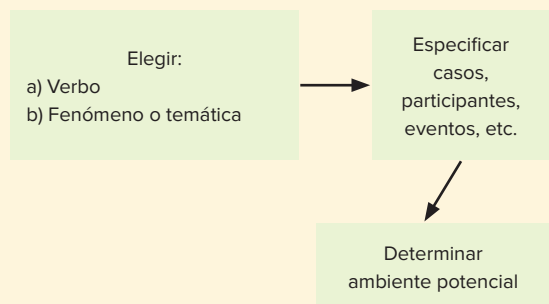 Elegir:
a) Verbo
b) Fenómeno o temática
Especificar
casos,
participantes,
eventos, etc.
Determinar
ambiente potencial